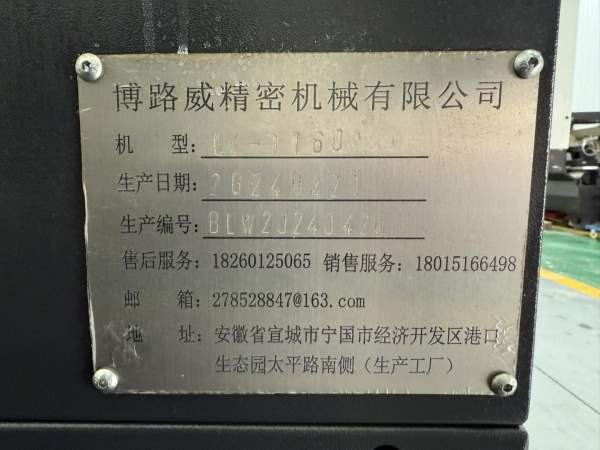 博路威精密机械有限公司
机 型:
生产日期:
生产编号:
售后服务: 18260125065 销售服务: 18015166498
邮 箱: 278528847@163.com
地 址: 安徽省宣城市宁国市经济开发区港口
生态园太平路南侧(生产工厂)